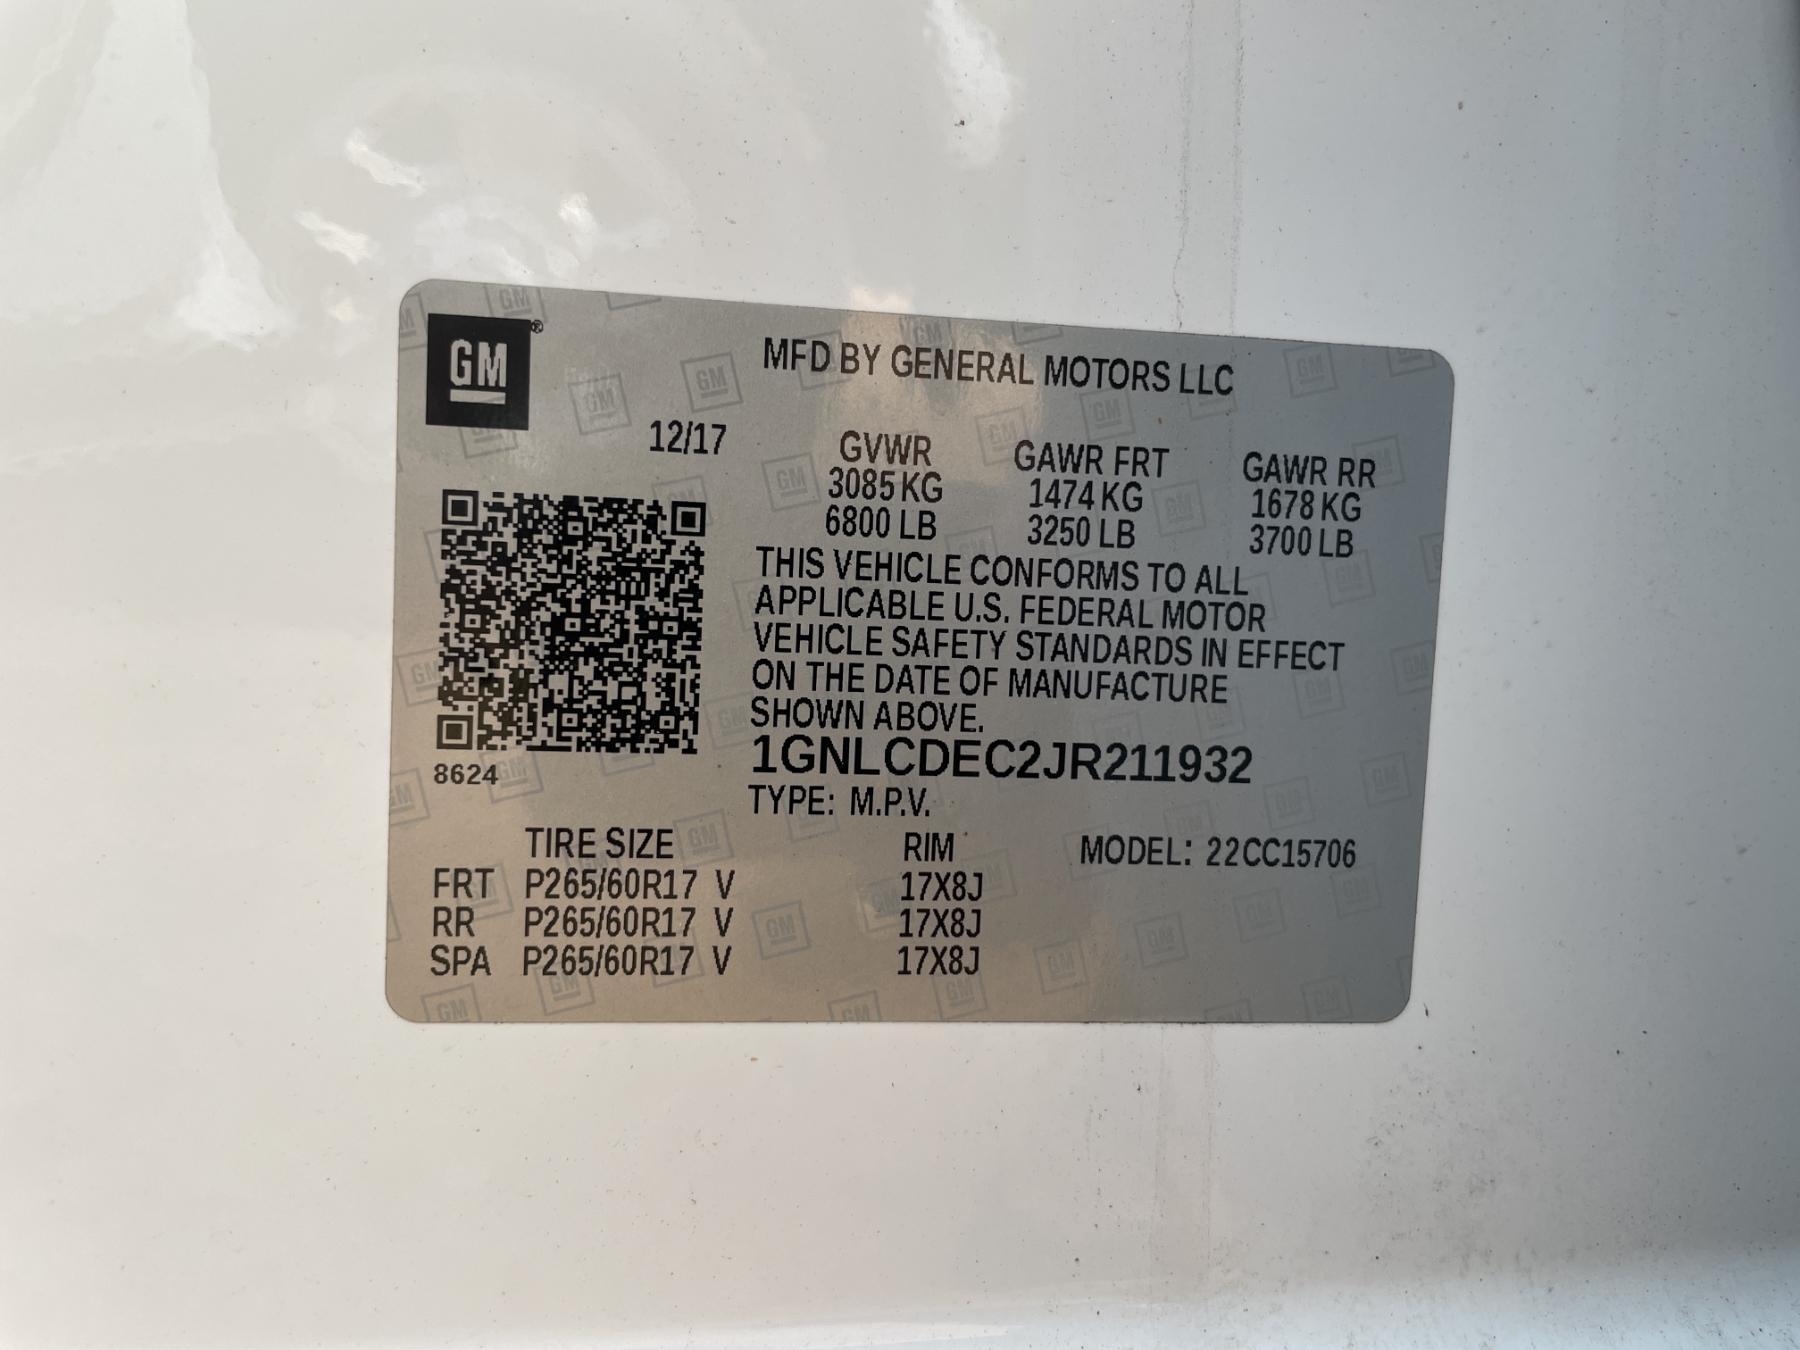 GM®
MFD BY GENERAL MOTORS LLC
12/17
GVWR GAWR FRT GAWR RR
3085 KG 1474 KG 1678 KG
6800 LB 3250 LB 3700 LB
THIS VEHICLE CONFORMS TO ALL
APPLICABLE U.S. FEDERAL MOTOR
VEHICLE SAFETY STANDARDS IN EFFECT
ON THE DATE OF MANUFACTURE
SHOWN ABOVE.
1GNLCDEC2JR211932
8624
TYPE: M.P.V.
TIRE SIZE RIM MODEL: 22CC15706
FRT P265/60R17 V 17X8J
RR P265/60R17 V 17X8J
SPA P265/60R17 V 17X8J